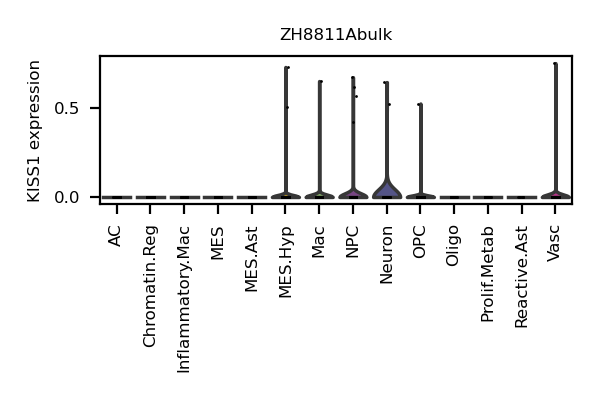 ZH8811Abulk
KISS1 expression
0.5
0.0
AC
Chromatin.Reg
Inflammatory.Mac
MES
MES.Ast
MES.Hyp
Mac
NPC
Neuron
OPC
Oligo
Prolif.Metab
Reactive.Ast
Vasc